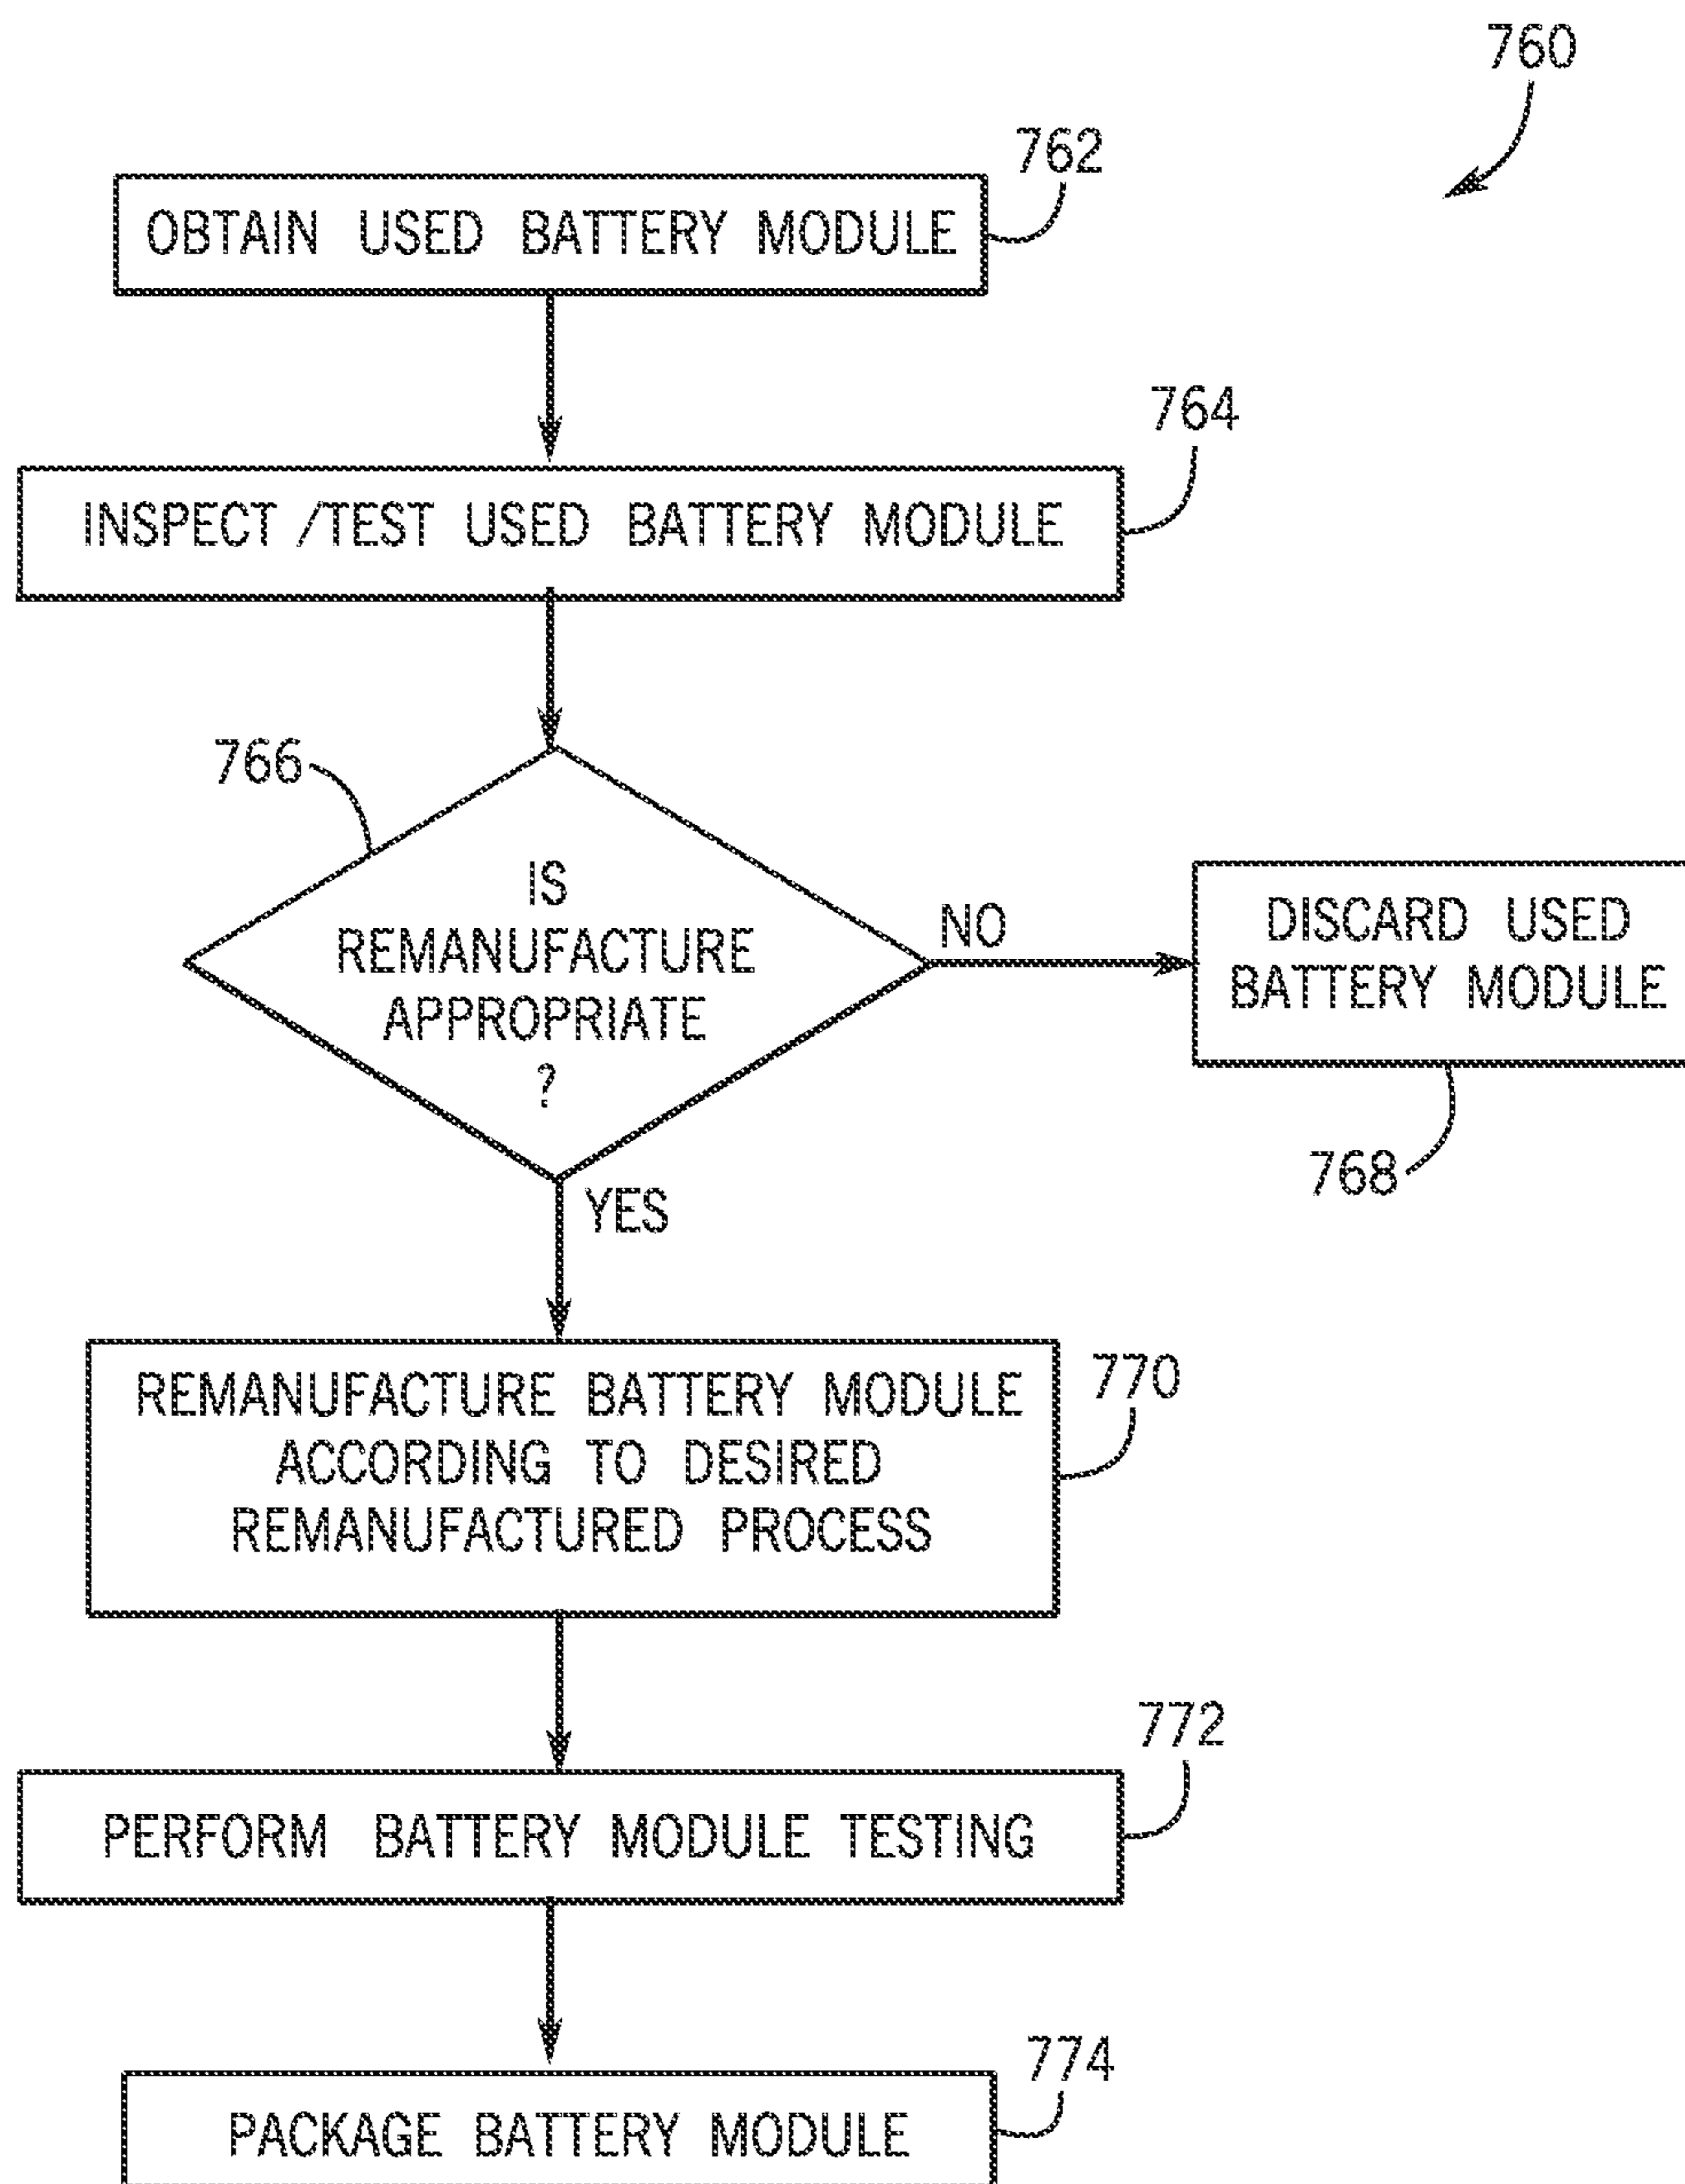 760
762
OBTAIN USED BATTERY MODULE
764
INSPECT /TEST USED BATTERY MODULE
766
IS
REMANUFACTURE
APPROPRIATE
?
NO
DISCARD USED
BATTERY MODULE
768
YES
770
REMANUFACTURE BATTERY MODULE
ACCORDING TO DESIRED
REMANUFACTURED PROCESS
772
PERFORM BATTERY MODULE TESTING
774
PACKAGE BATTERY MODULE